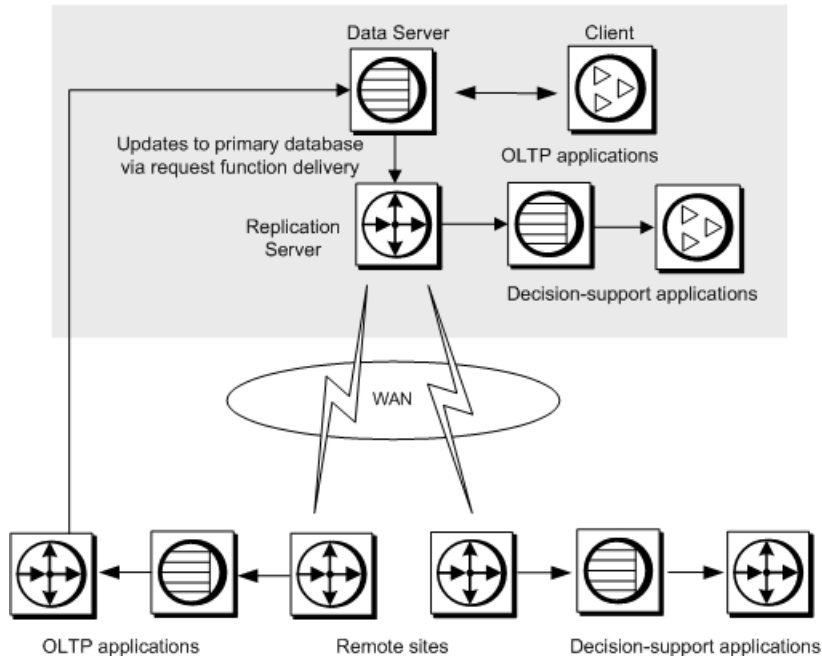 Data Server
Client
Updates to primary database
via request function delivery
OLTP applications
Replication
Server
Decision-support applications
WAN
OLTP applications
Remote sites
Decision-support applications